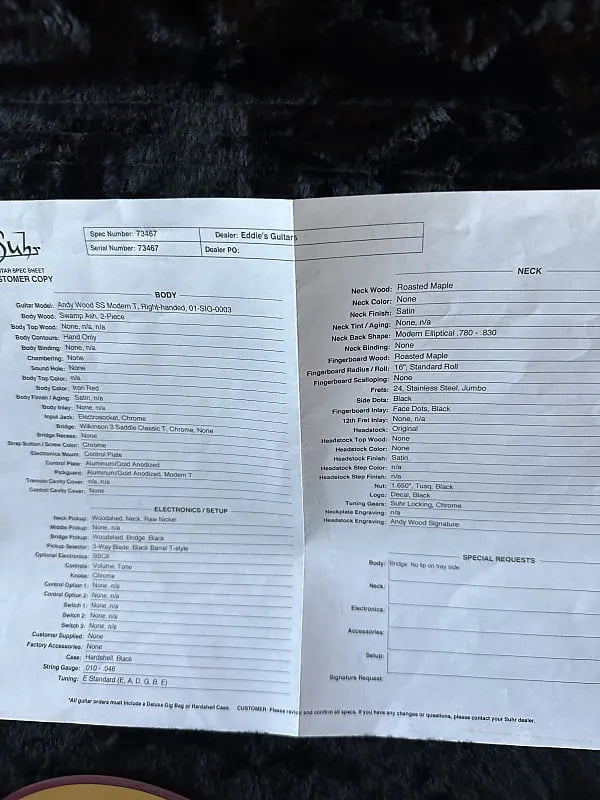 Suhr
GUITAR SPEC SHEET
CUSTOMER COPY
Spec Number: 73467
Dealer: Eddie's Guitars
Serial Number: 73467
Dealer PO:
BODY
Guitar Model: Andy Wood SS Modern T, Right-handed, 01-SIG-0003
Body Wood: Swamp Ash, 2-Piece
Body Top Wood: None, n/a, n/a
Body Contours: Hand Only
Body Binding: None, n/a
Chambering: None
Sound Hole: None
Body Top Color: n/a
Body Color: Iron Red
Body Finish / Aging: Satin, n/a
Body Inlay: None, n/a
Input Jack: Electrosocket, Chrome
Bridge: Wilkinson 3 Saddle Classic T, Chrome, None
Bridge Recess: None
Strap Button / Screw Color: Chrome
Electronics Mount: Control Plate
Control Plate: Aluminum/Gold Anodized
Pickguard: Aluminum/Gold Anodized, Modern T
Tremolo Cavity Cover: n/a, n/a
Control Cavity Cover: None
ELECTRONICS / SETUP
Neck Pickup: Woodshed, Neck, Raw Nickel
Middle Pickup: None, n/a
Bridge Pickup: Woodshed, Bridge, Black
Pickup Selector: 3-Way Blade, Black Barrel T-style
Optional Electronics: SSCII
Controls: Volume, Tone
Knobs: Chrome
Control Option 1: None, n/a
Control Option 2: None, n/a
Switch 1: None, n/a
Switch 2: None, n/a
Switch 3: None, n/a
Customer Supplied: None
Factory Accessories: None
Case: Hardshell, Black
String Gauge: .010 - .046
Tuning: E Standard (E, A, D, G, B, E)
NECK
Neck Wood: Roasted Maple
Neck Color: None
Neck Finish: Satin
Neck Tint / Aging: None, n/a
Neck Back Shape: Modern Elliptical .780 - .830
Neck Binding: None
Fingerboard Wood: Roasted Maple
Fingerboard Radius / Roll: 16", Standard Roll
Fingerboard Scalloping: None
Frets: 24, Stainless Steel, Jumbo
Side Dots: Black
Fingerboard Inlay: Face Dots, Black
12th Fret Inlay: None, n/a
Headstock: Original
Headstock Top Wood: None
Headstock Color: None
Headstock Finish: Satin
Headstock Step Color: n/a
Headstock Step Finish: n/a
Nut: 1.650", Tusq, Black
Logo: Decal, Black
Tuning Gears: Suhr Locking, Chrome
Neckplate Engraving: n/a
Headstock Engraving: Andy Wood Signature
SPECIAL REQUESTS
Body: Bridge: No lip on tray side
Neck:
Electronics:
Accessories:
Setup:
Signature Request:
*All guitar orders must include a Deluxe Gig Bag or Hardshell Case. CUSTOMER: Please review and confirm all specs. If you have any changes or questions, please contact your Suhr dealer.